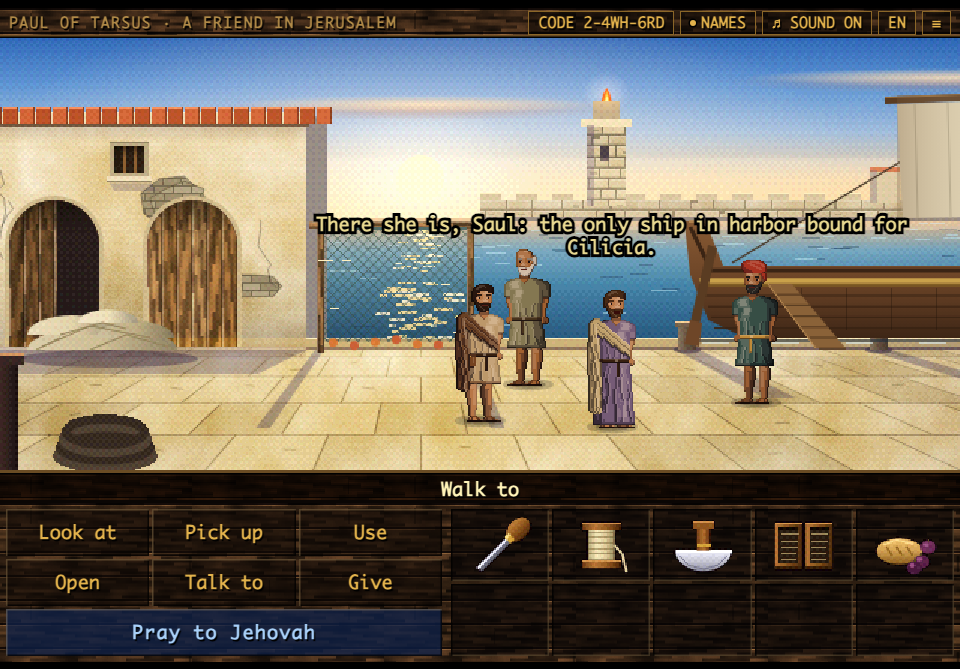 PAUL OF TARSUS · A FRIEND IN JERUSALEM
CODE 2-4WH-6RD
• NAMES
♬ SOUND ON
EN
≡
There she is, Saul: the only ship in harbor bound for
Cilicia.
Walk to
Look at
Pick up
Use
Open
Talk to
Give
Pray to Jehovah